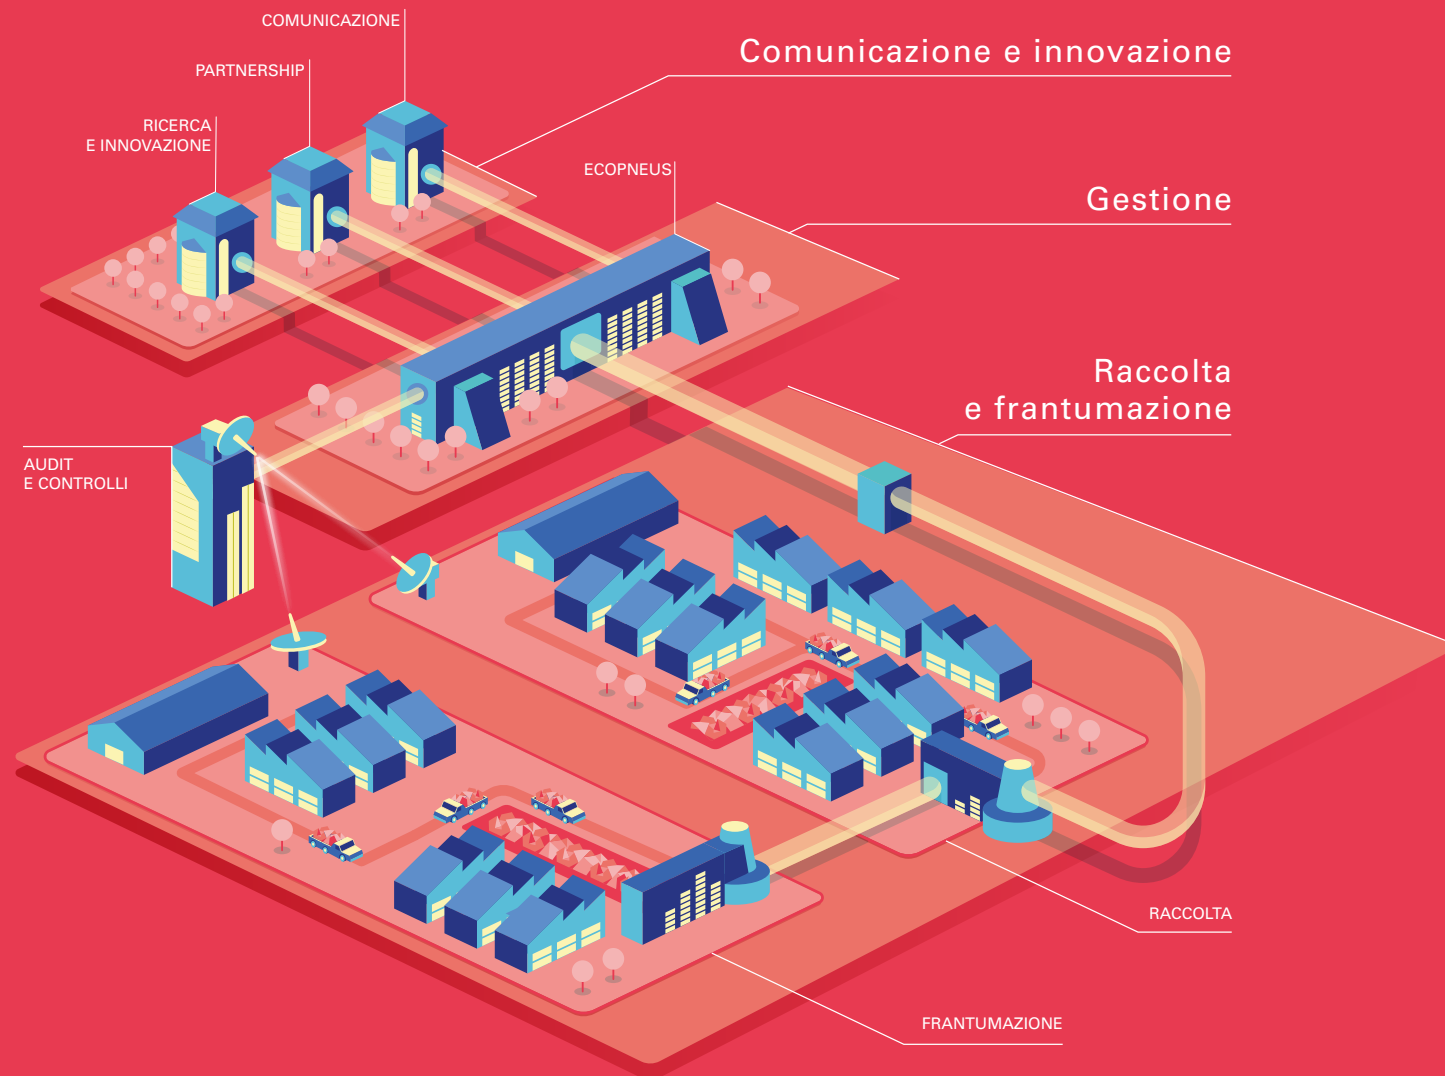 COMUNICAZIONE
PARTNERSHIP
RICERCA
E INNOVAZIONE
Comunicazione e innovazione
ECOPNEUS
Gestione
Raccolta
e frantumazione
AUDIT
E CONTROLLI
RACCOLTA
FRANTUMAZIONE